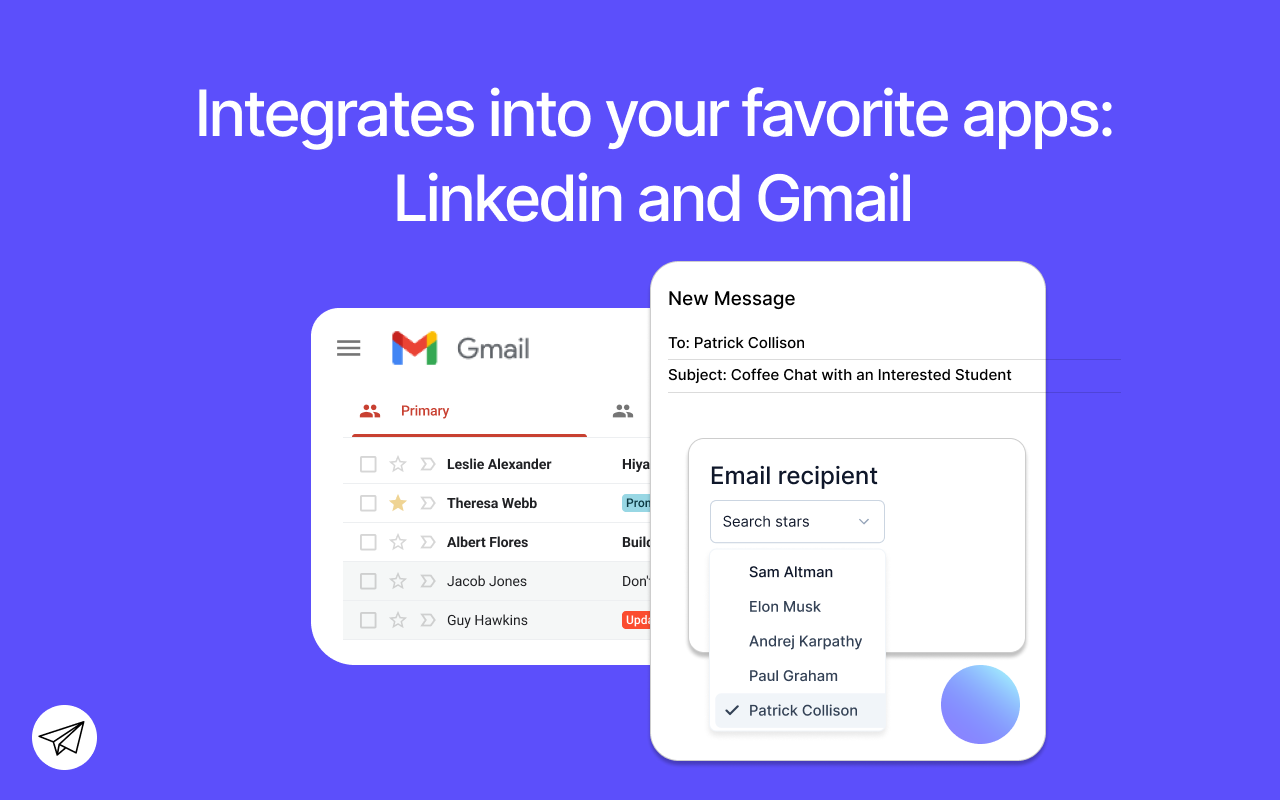 Integrates into your favorite apps:
Linkedin and Gmail
Gmail
Primary
Leslie Alexander Hiya
Theresa Webb
Albert Flores
Jacob Jones Don'
Guy Hawkins
New Message
To: Patrick Collison
Subject: Coffee Chat with an Interested Student
Email recipient
Search stars
Sam Altman
Elon Musk
Andrej Karpathy
Paul Graham
Patrick Collison